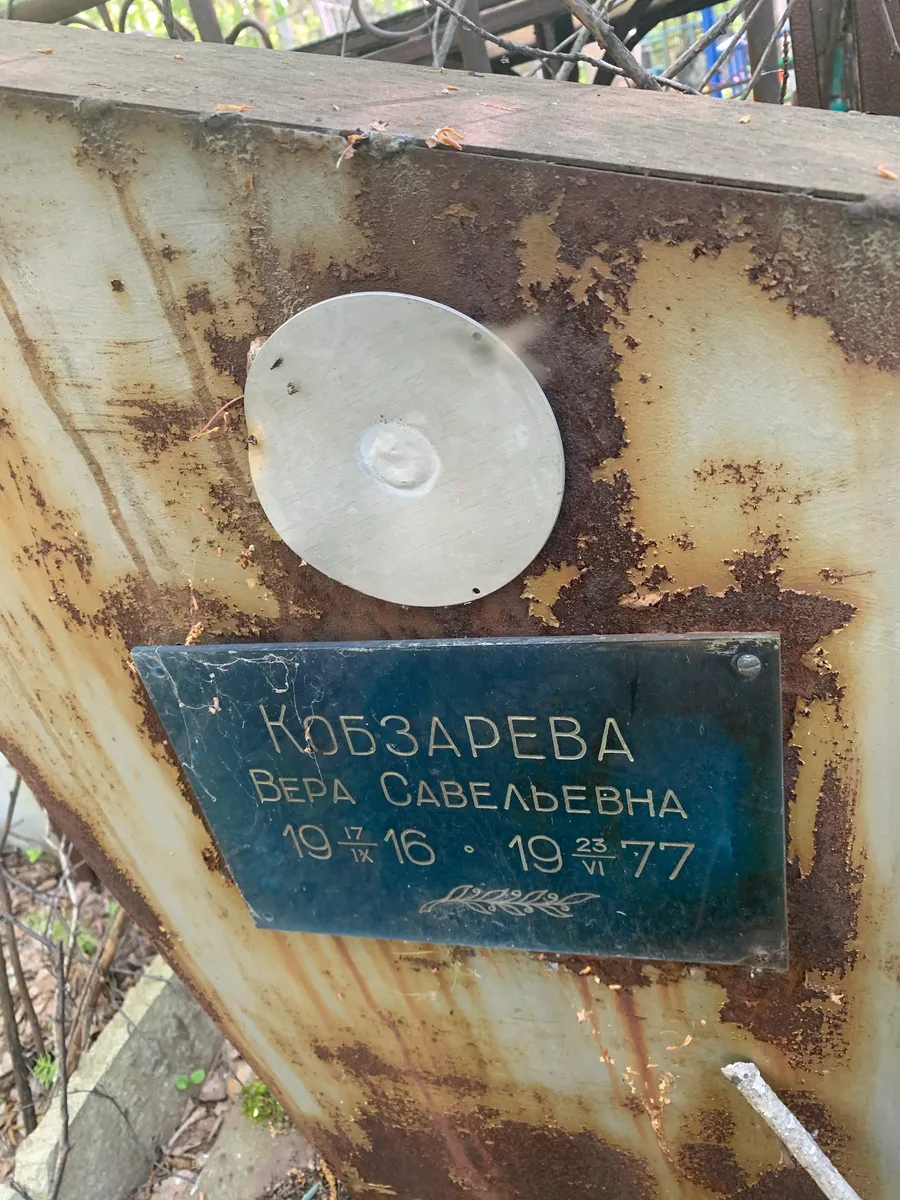 Кобзарева
Вера Савельевна
19 17/IX 16 · 19 23/VI 77